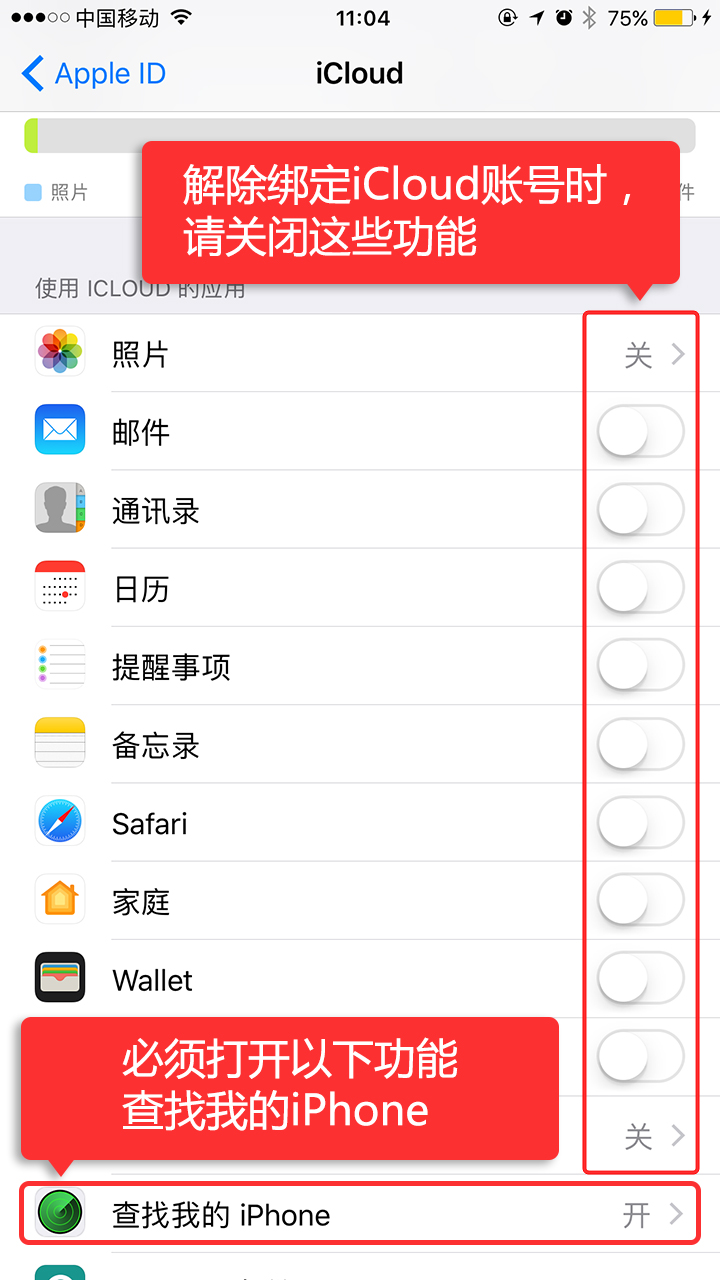 中国移动 11:04 75%
Apple ID iCloud
解除绑定iCloud账号时，
请关闭这些功能
照片 件
使用 ICLOUD 的应用
照片 关
邮件
通讯录
日历
提醒事项
备忘录
Safari
家庭
Wallet
必须打开以下功能
查找我的iPhone
关
查找我的 iPhone 开